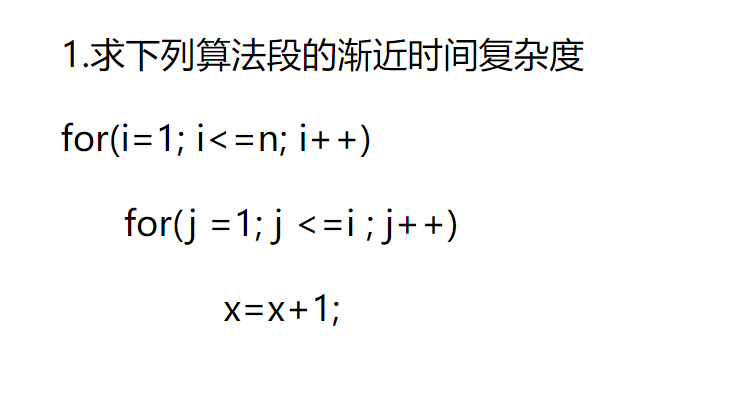 1.求下列算法段的渐近时间复杂度
for(i=1; i<=n; i++)
for(j =1; j <=i ; j++)
x=x+1;